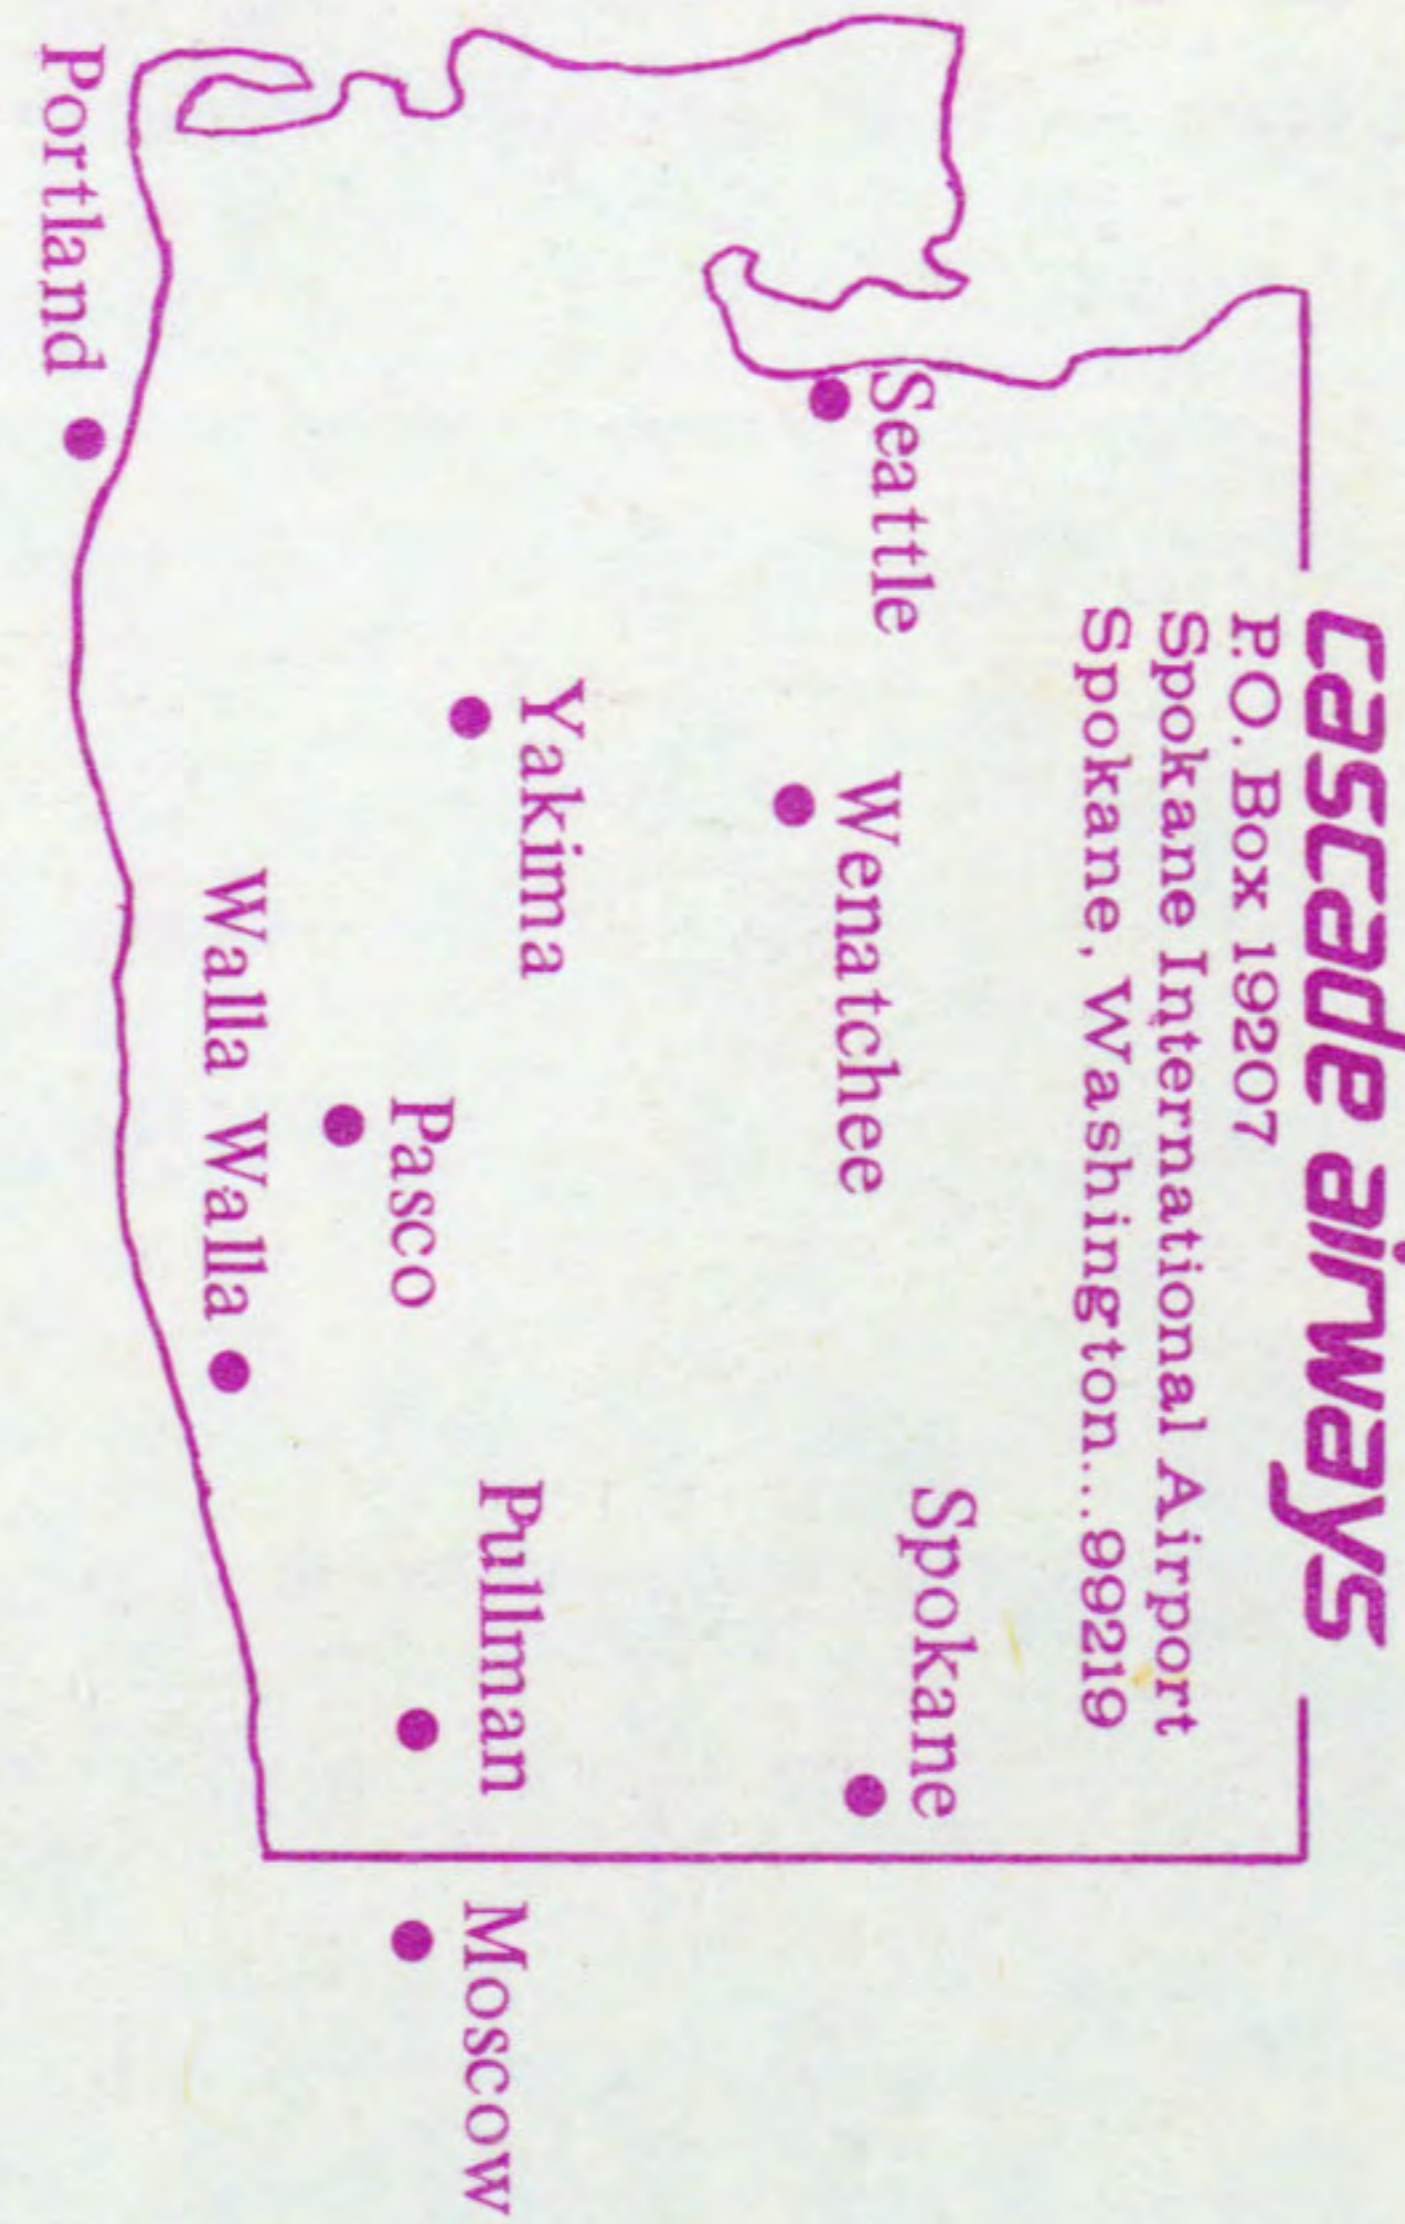 cascade airways
P.O. Box 19207
Spokane International Airport
Spokane, Washington...99219
Seattle
Wenatchee
Spokane
Yakima
Pasco
Pullman
Moscow
Walla Walla
Portland